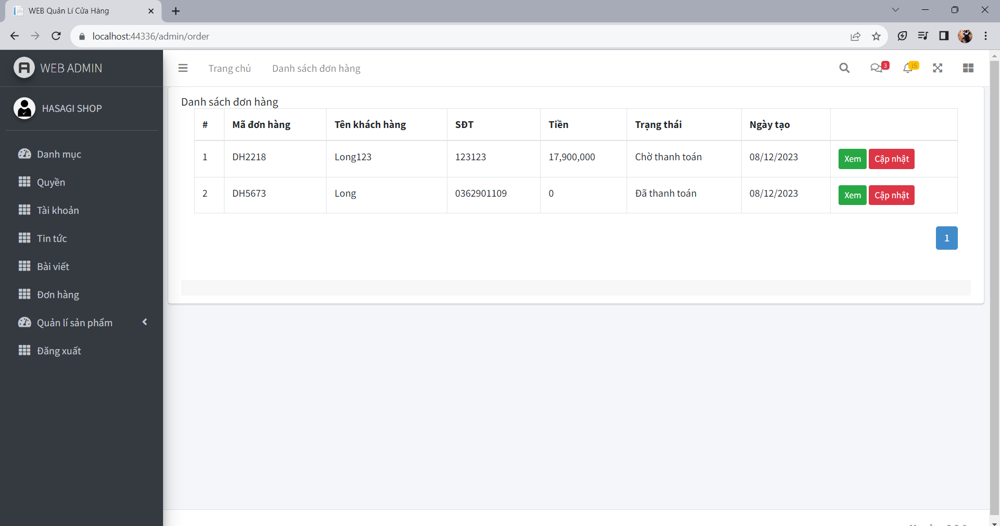 WEB Quản Lí Cửa Hàng
localhost:44336/admin/order
WEB ADMIN
Trang chủ
Danh sách đơn hàng
3
15
HASAGI SHOP
Danh mục
Quyền
Tài khoản
Tin tức
Bài viết
Đơn hàng
Quản lí sản phẩm
Đăng xuất
Danh sách đơn hàng
# Mã đơn hàng Tên khách hàng SĐT Tiền Trạng thái Ngày tạo
1 DH2218 Long123 123123 17,900,000 Chờ thanh toán 08/12/2023 Xem Cập nhật
2 DH5673 Long 0362901109 0 Đã thanh toán 08/12/2023 Xem Cập nhật
1